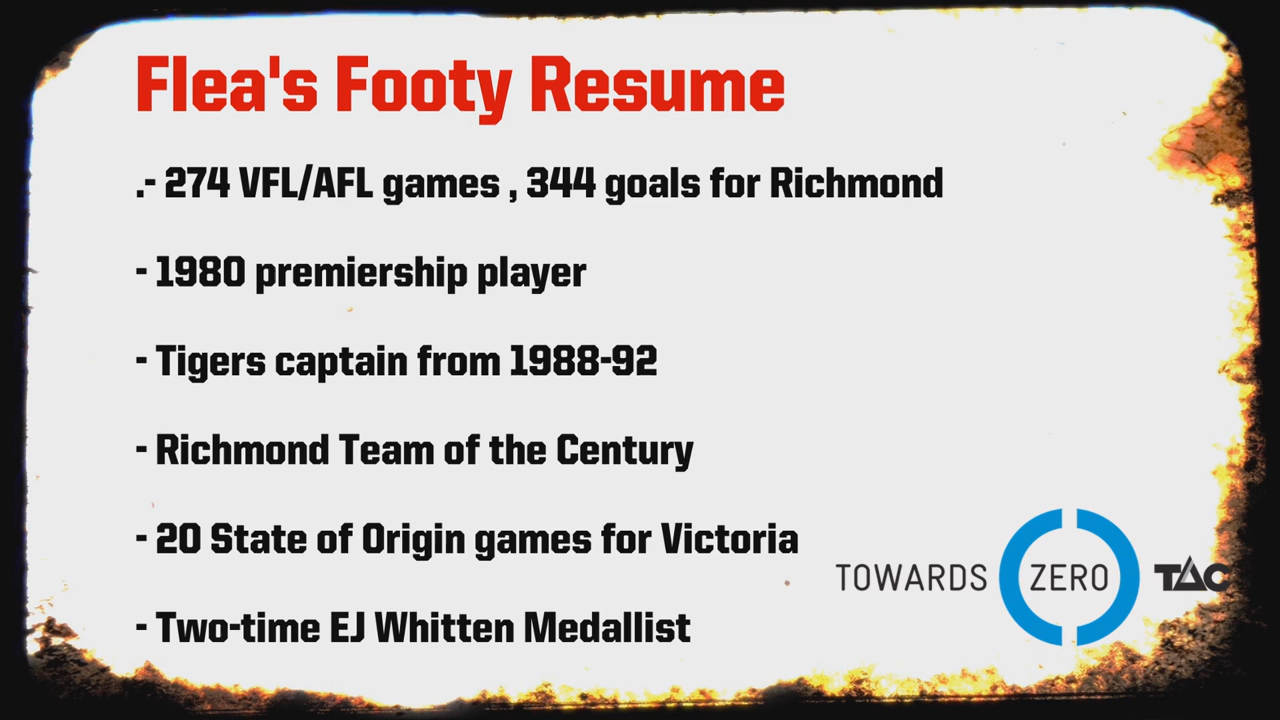 Flea's Footy Resume
.- 274 VFL/AFL games , 344 goals for Richmond
- 1980 premiership player
- Tigers captain from 1988-92
- Richmond Team of the Century
- 20 State of Origin games for Victoria
TOWARDS ZERO TAC
- Two-time EJ Whitten Medallist